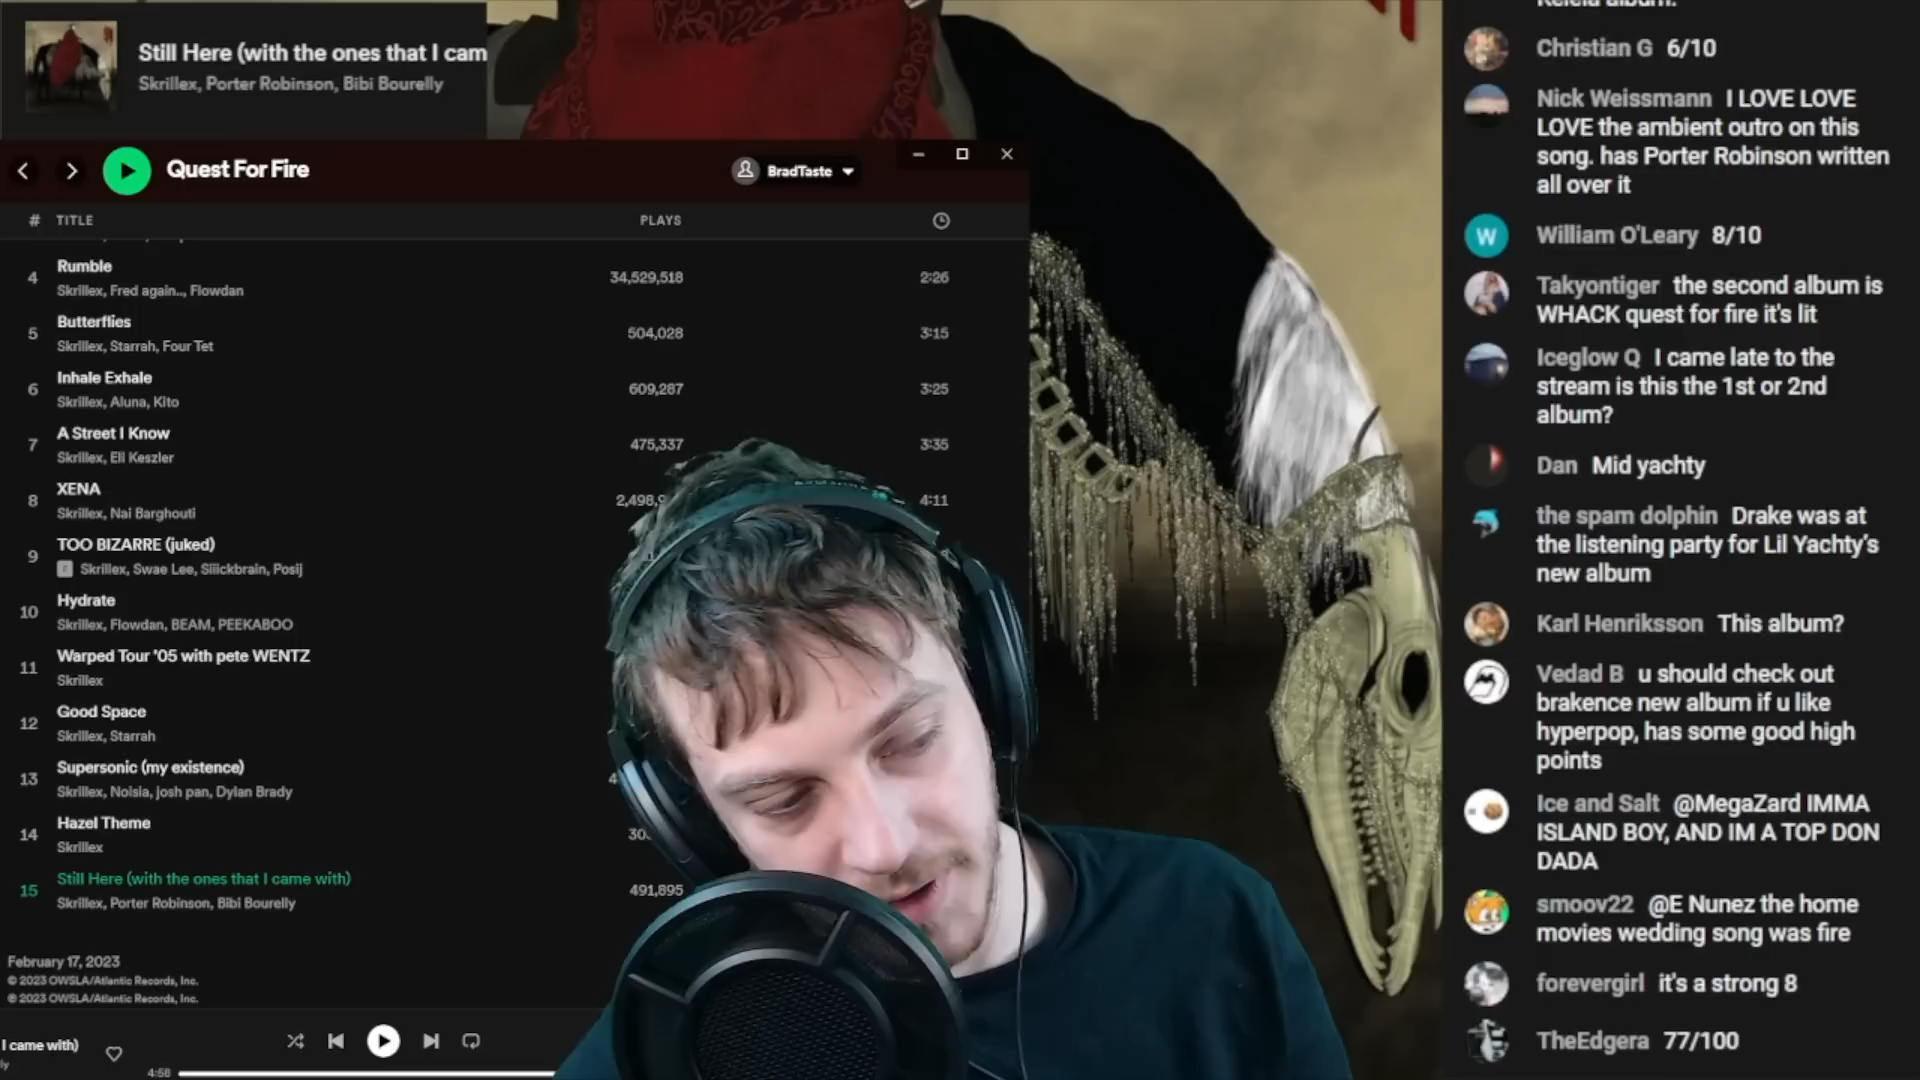 Still Here (with the ones that I cam
Skrillex, Porter Robinson, Bibi Bourelly
Quest For Fire
BradTaste
# TITLE PLAYS
4 Rumble 34,529,518 2:26
Skrillex, Fred again.., Flowdan
5 Butterflies 504,028 3:15
Skrillex, Starrah, Four Tet
6 Inhale Exhale 609,287 3:25
Skrillex, Aluna, Kito
7 A Street I Know 475,337 3:35
Skrillex, Eli Keszler
8 XENA 2,498,9 4:11
Skrillex, Nai Barghouti
9 TOO BIZARRE (juked)
E Skrillex, Swae Lee, Siiickbrain, Posij
10 Hydrate
Skrillex, Flowdan, BEAM, PEEKABOO
11 Warped Tour '05 with pete WENTZ
Skrillex
12 Good Space
Skrillex, Starrah
13 Supersonic (my existence) 4
Skrillex, Noisia, josh pan, Dylan Brady
14 Hazel Theme 30
Skrillex
15 Still Here (with the ones that I came with) 491,895
Skrillex, Porter Robinson, Bibi Bourelly
February 17, 2023
© 2023 OWSLA/Atlantic Records, Inc.
℗ 2023 OWSLA/Atlantic Records, Inc.
I came with)
ly
4:58
Kelela album.
Christian G 6/10
Nick Weissmann I LOVE LOVE
LOVE the ambient outro on this
song. has Porter Robinson written
all over it
W
William O'Leary 8/10
Takyontiger the second album is
WHACK quest for fire it's lit
Iceglow Q I came late to the
stream is this the 1st or 2nd
album?
Dan Mid yachty
the spam dolphin Drake was at
the listening party for Lil Yachty's
new album
Karl Henriksson This album?
Vedad B u should check out
brakence new album if u like
hyperpop, has some good high
points
Ice and Salt @MegaZard IMMA
ISLAND BOY, AND IM A TOP DON
DADA
smoov22 @E Nunez the home
movies wedding song was fire
forevergirl it's a strong 8
TheEdgera 77/100